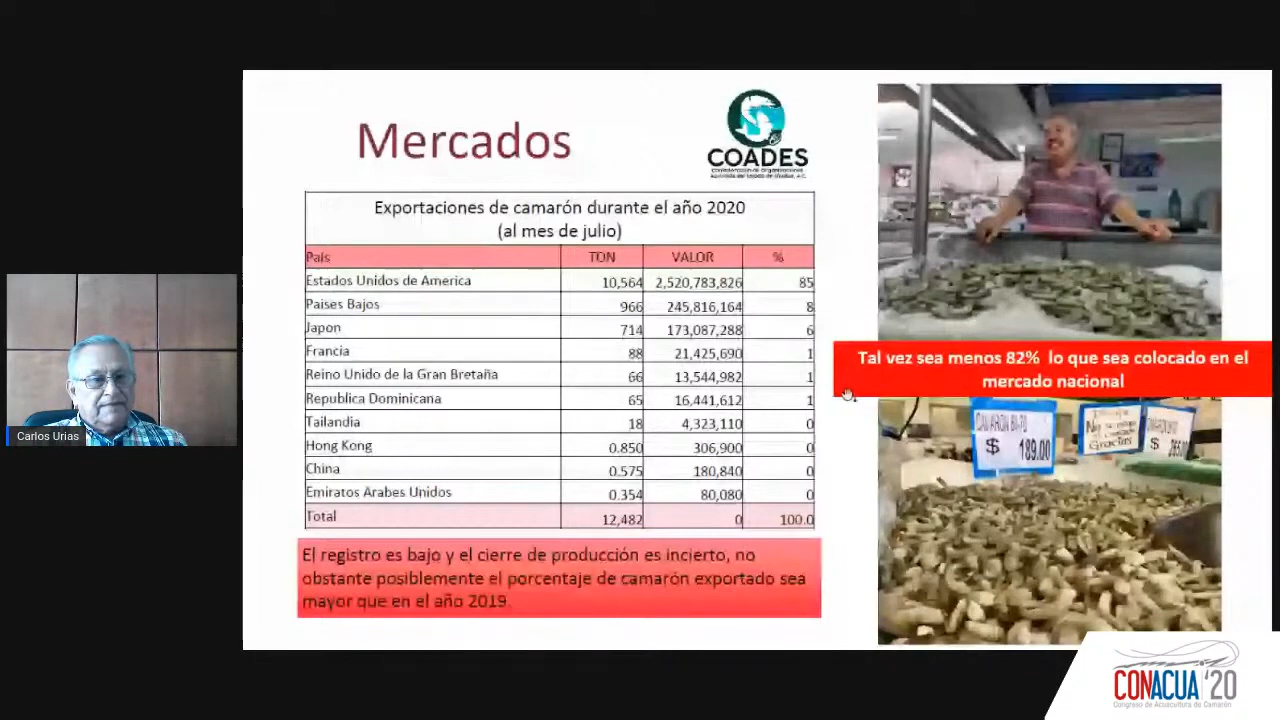 Mercados
COADES
Exportaciones de camarón durante el año 2020
(al mes de julio)
País TON VALOR %
Estados Unidos de America 10,564 2,520,783,826 85
Paises Bajos 966 245,816,164 8
Japon 714 173,087,288 6
Francia 88 21,425,690 1
Reino Unido de la Gran Bretaña 66 13,544,982 1
Republica Dominicana 65 16,441,612 1
Tailandia 18 4,323,110 0
Hong Kong 0.850 306,900 0
China 0.575 180,840 0
Emiratos Arabes Unidos 0.354 80,080 0
Total 12,482 0 100.0
El registro es bajo y el cierre de producción es incierto, no
obstante posiblemente el porcentaje de camarón exportado sea
mayor que en el año 2019.
Tal vez sea menos 82% lo que sea colocado en el
mercado nacional
$ 189.00
No
Gracias
$
Carlos Urias
CONACUA '20
Congreso de Acuacultura de Camarón